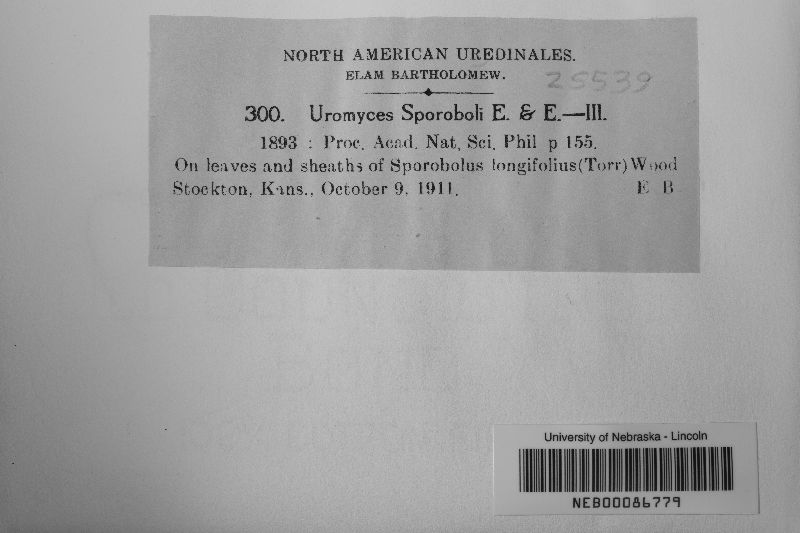 NORTH AMERICAN UREDINALES.
ELAM BARTHOLOMEW.
25539
300. Uromyces Sporoboli E. & E.—III.
1893 : Proc. Acad. Nat. Sci. Phil p 155.
On leaves and sheaths of Sporobolus longifolius (Torr) Wood
Stockton, Kans., October 9, 1911. E B
University of Nebraska - Lincoln
NEB00086779